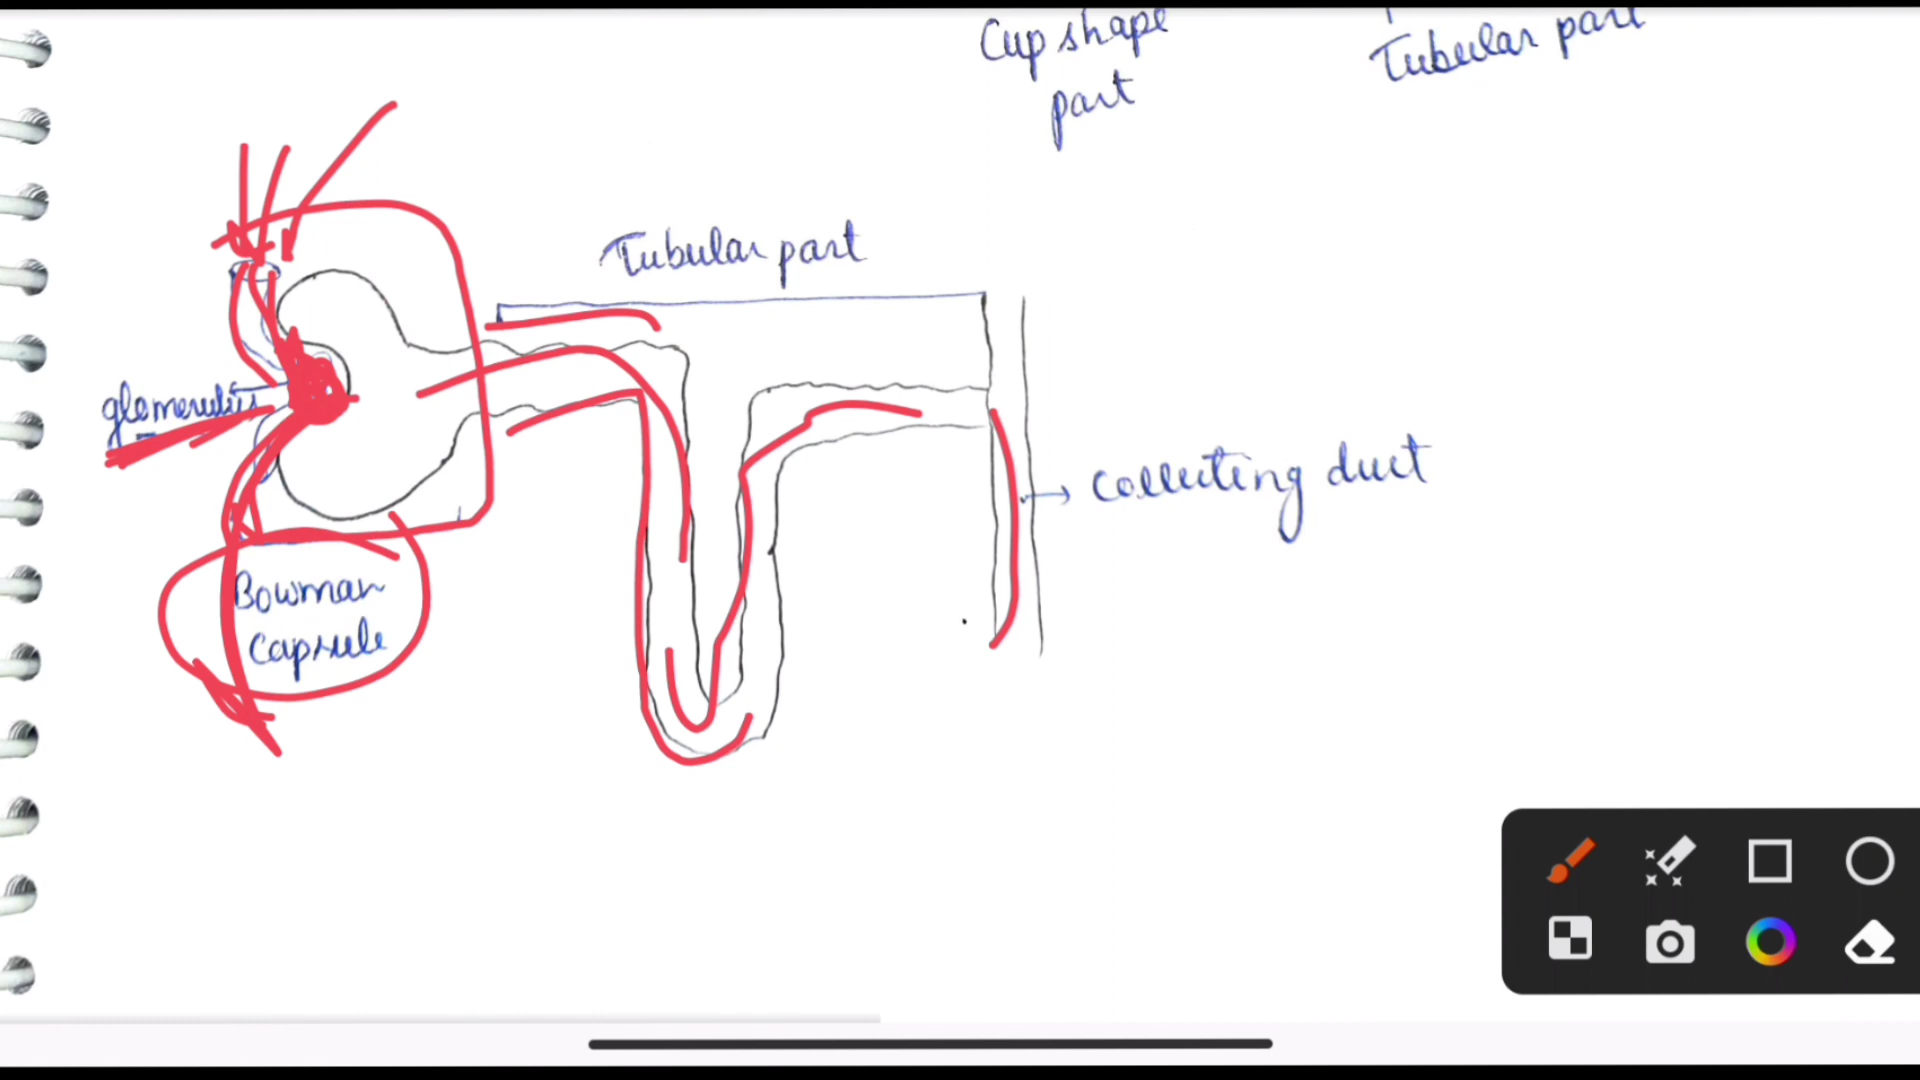 Cup shape
part
Tubular part
Tubular part
glomerulus
Collecting duct
Bowman
Capsule